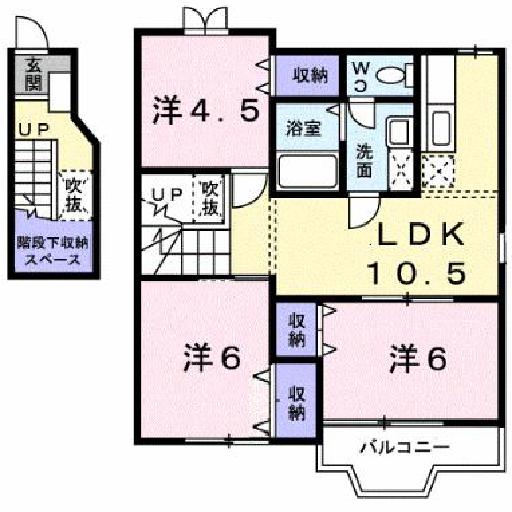 玄関
UP
吹抜
階段下収納
スペース
洋4.5
収納
WC
浴室
洗面
UP
吹抜
LDK
10.5
洋6
収納
収納
洋6
バルコニー